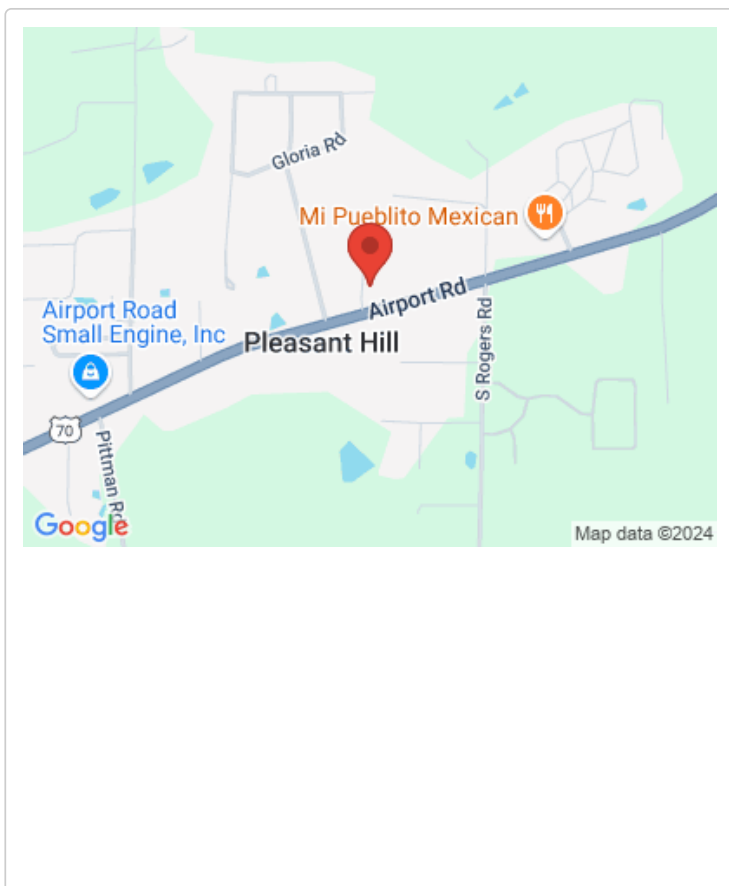 Gloria Rd
Mi Pueblito Mexican
Airport Rd
Airport Road
Small Engine, Inc
Pleasant Hill
S Rogers Rd
70
Pittman Rd
Google
Map data ©2024